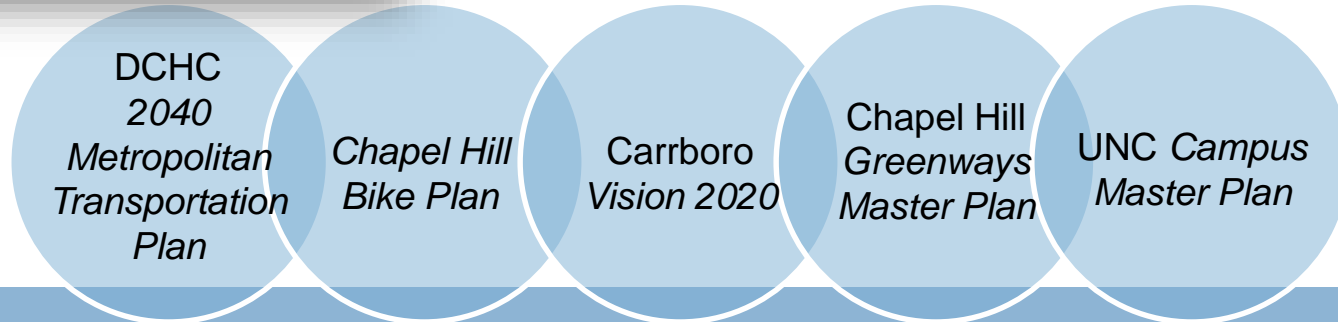 DCHC
2040
Metropolitan
Transportation
Plan
Chapel Hill
Bike Plan
Carrboro
Vision 2020
Chapel Hill
Greenways
Master Plan
UNC Campus
Master Plan